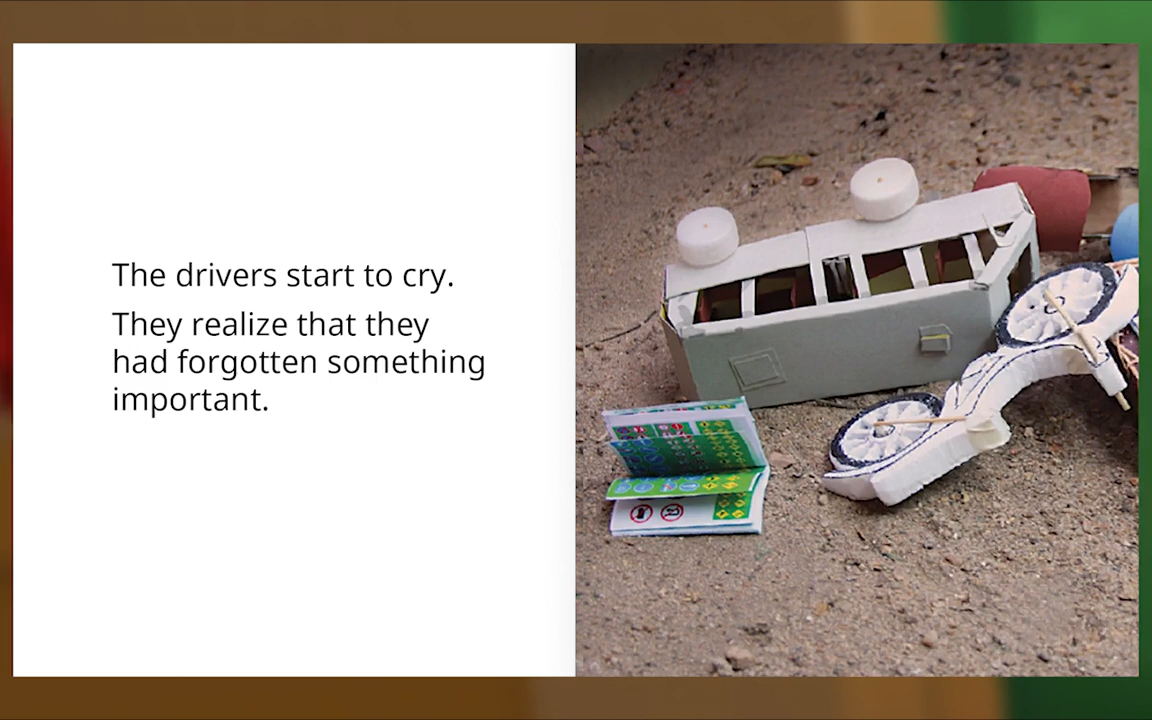 The drivers start to cry.
They realize that they
had forgotten something
important.